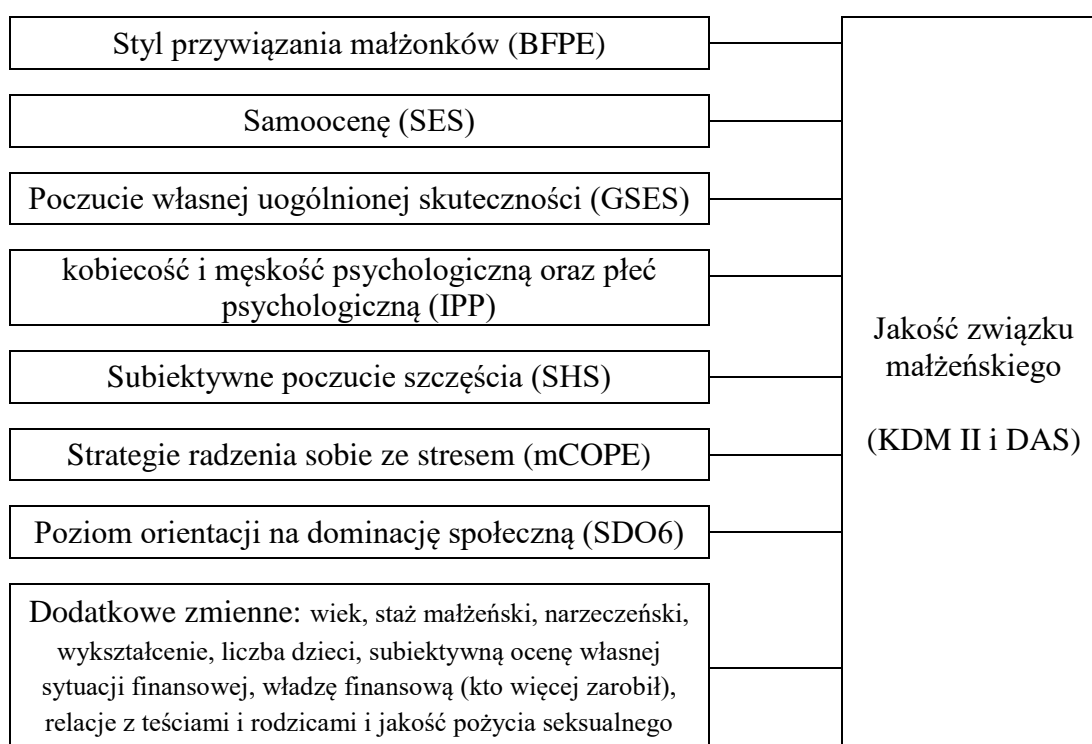 Styl przywiązania małżonków (BFPE)
Samoocenę (SES)
Poczucie własnej uogólnionej skuteczności (GSES)
kobiecość i męskość psychologiczną oraz płeć
psychologiczną (IPP)
Subiektywne poczucie szczęścia (SHS)
Strategie radzenia sobie ze stresem (mCOPE)
Poziom orientacji na dominację społeczną (SDO6)
Dodatkowe zmienne: wiek, staż małżeński, narzeczeński,
wykształcenie, liczba dzieci, subiektywną ocenę własnej
sytuacji finansowej, władzę finansową (kto więcej zarobił),
relacje z teściami i rodzicami i jakość pożycia seksualnego
Jakość związku
małżeńskiego
(KDM II i DAS)